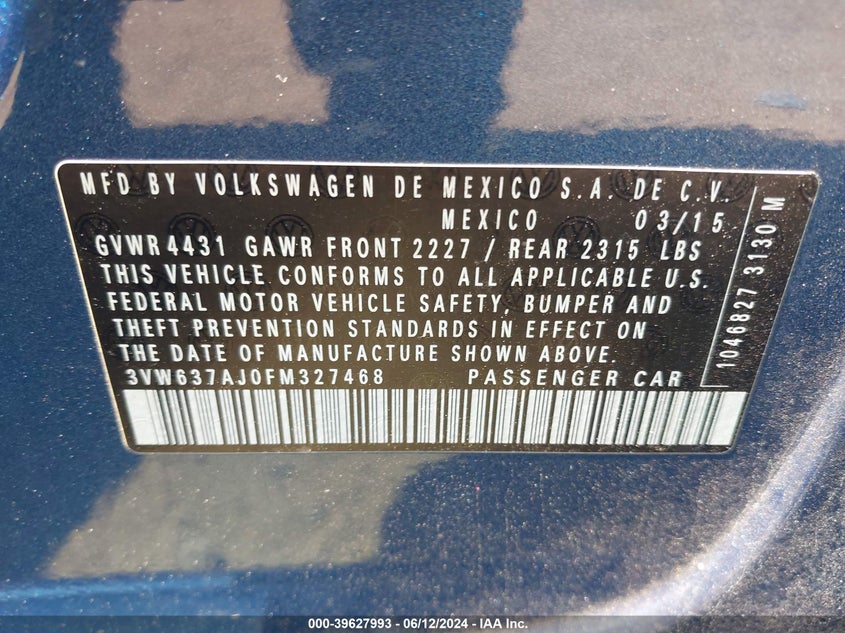 MFD BY VOLKSWAGEN DE MEXICO S.A. DE C.V.
MEXICO 03/15
GVWR 4431 GAWR FRONT 2227 / REAR 2315 LBS
THIS VEHICLE CONFORMS TO ALL APPLICABLE U.S.
FEDERAL MOTOR VEHICLE SAFETY, BUMPER AND
THEFT PREVENTION STANDARDS IN EFFECT ON
THE DATE OF MANUFACTURE SHOWN ABOVE.
3VW637AJ0FM327468 PASSENGER CAR
1046827 3130 M
000-39627993 - 06/12/2024 - IAA Inc.